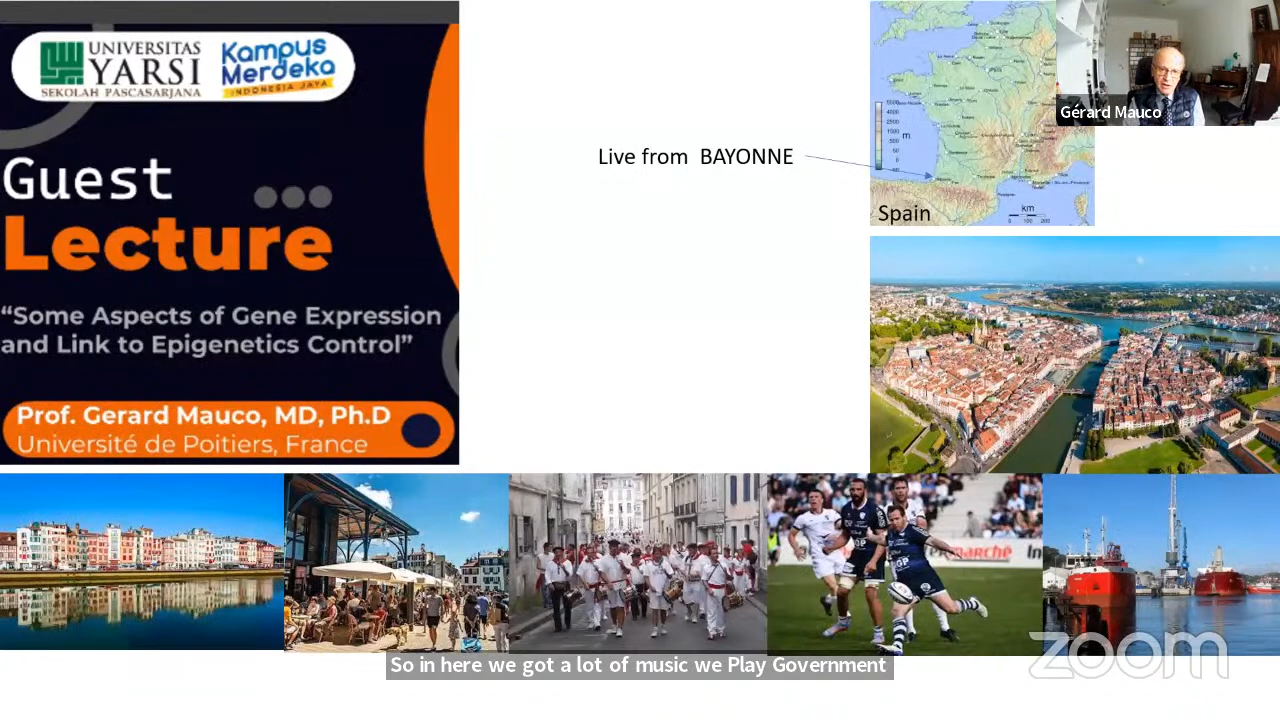 UNIVERSITAS
YARSI
SEKOLAH PASCASARJANA
Kampus
Merdeka
INDONESIA JAYA
Guest
Lecture
“Some Aspects of Gene Expression
and Link to Epigenetics Control”
Prof. Gerard Mauco, MD, Ph.D
Université de Poitiers, France
Live from BAYONNE
Spain
km
m
Gérard Mauco
So in here we got a lot of music we Play Government
zoom